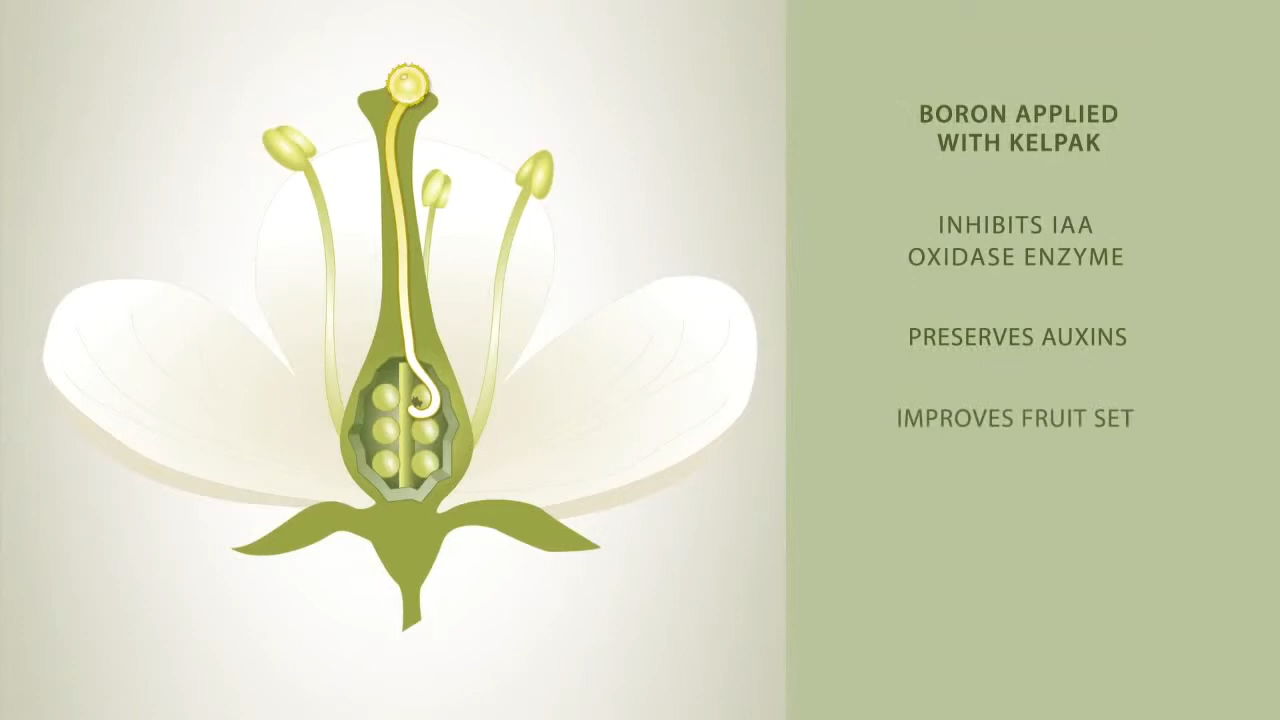 BORON APPLIED
WITH KELPAK
INHIBITS IAA
OXIDASE ENZYME
PRESERVES AUXINS
IMPROVES FRUIT SET